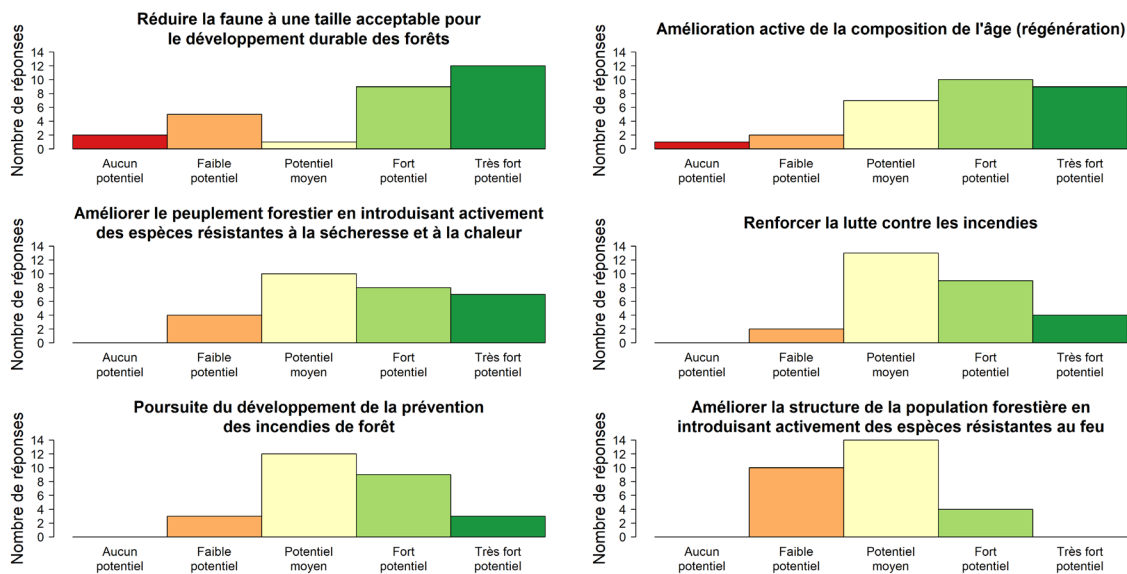 Réduire la faune à une taille acceptable pour
le développement durable des forêts
Nombre de réponses
14
12
10
8
6
4
2
0
Aucun potentiel
Faible potentiel
Potentiel moyen
Fort potentiel
Très fort potentiel
Amélioration active de la composition de l'âge (régénération)
Nombre de réponses
14
12
10
8
6
4
2
0
Aucun potentiel
Faible potentiel
Potentiel moyen
Fort potentiel
Très fort potentiel
Améliorer le peuplement forestier en introduisant activement
des espèces résistantes à la sécheresse et à la chaleur
Nombre de réponses
14
12
10
8
6
4
2
0
Aucun potentiel
Faible potentiel
Potentiel moyen
Fort potentiel
Très fort potentiel
Renforcer la lutte contre les incendies
Nombre de réponses
14
12
10
8
6
4
2
0
Aucun potentiel
Faible potentiel
Potentiel moyen
Fort potentiel
Très fort potentiel
Poursuite du développement de la prévention
des incendies de forêt
Nombre de réponses
14
12
10
8
6
4
2
0
Aucun potentiel
Faible potentiel
Potentiel moyen
Fort potentiel
Très fort potentiel
Améliorer la structure de la population forestière en
introduisant activement des espèces résistantes au feu
Nombre de réponses
14
12
10
8
6
4
2
0
Aucun potentiel
Faible potentiel
Potentiel moyen
Fort potentiel
Très fort potentiel